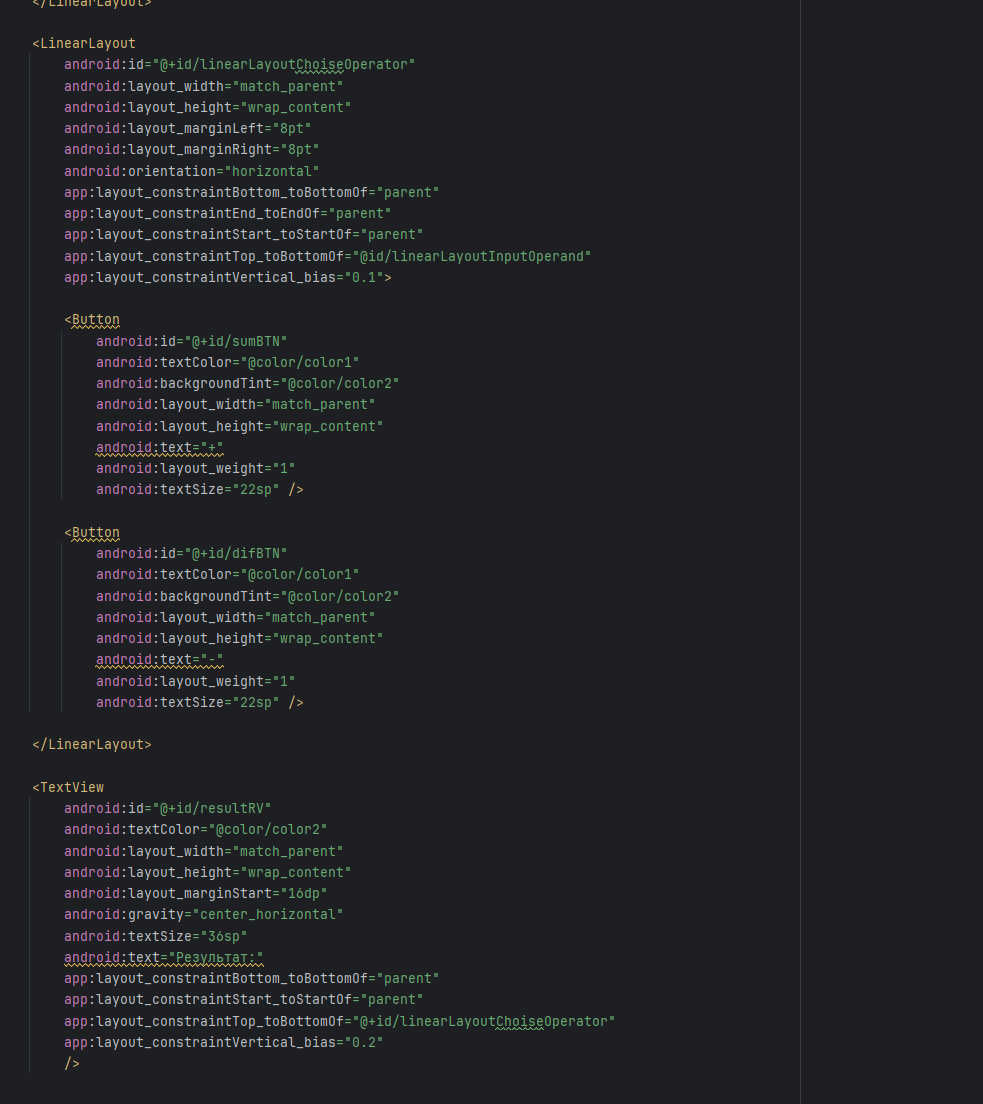 </LinearLayout>
<LinearLayout
android:id="@+id/linearLayoutChoiseOperator"
android:layout_width="match_parent"
android:layout_height="wrap_content"
android:layout_marginLeft="8pt"
android:layout_marginRight="8pt"
android:orientation="horizontal"
app:layout_constraintBottom_toBottomOf="parent"
app:layout_constraintEnd_toEndOf="parent"
app:layout_constraintStart_toStartOf="parent"
app:layout_constraintTop_toBottomOf="@id/linearLayoutInputOperand"
app:layout_constraintVertical_bias="0.1">
<Button
android:id="@+id/sumBTN"
android:textColor="@color/color1"
android:backgroundTint="@color/color2"
android:layout_width="match_parent"
android:layout_height="wrap_content"
android:text="+"
android:layout_weight="1"
android:textSize="22sp" />
<Button
android:id="@+id/difBTN"
android:textColor="@color/color1"
android:backgroundTint="@color/color2"
android:layout_width="match_parent"
android:layout_height="wrap_content"
android:text="-"
android:layout_weight="1"
android:textSize="22sp" />
</LinearLayout>
<TextView
android:id="@+id/resultRV"
android:textColor="@color/color2"
android:layout_width="match_parent"
android:layout_height="wrap_content"
android:layout_marginStart="16dp"
android:gravity="center_horizontal"
android:textSize="36sp"
android:text="Результат:"
app:layout_constraintBottom_toBottomOf="parent"
app:layout_constraintStart_toStartOf="parent"
app:layout_constraintTop_toBottomOf="@+id/linearLayoutChoiseOperator"
app:layout_constraintVertical_bias="0.2"
/>